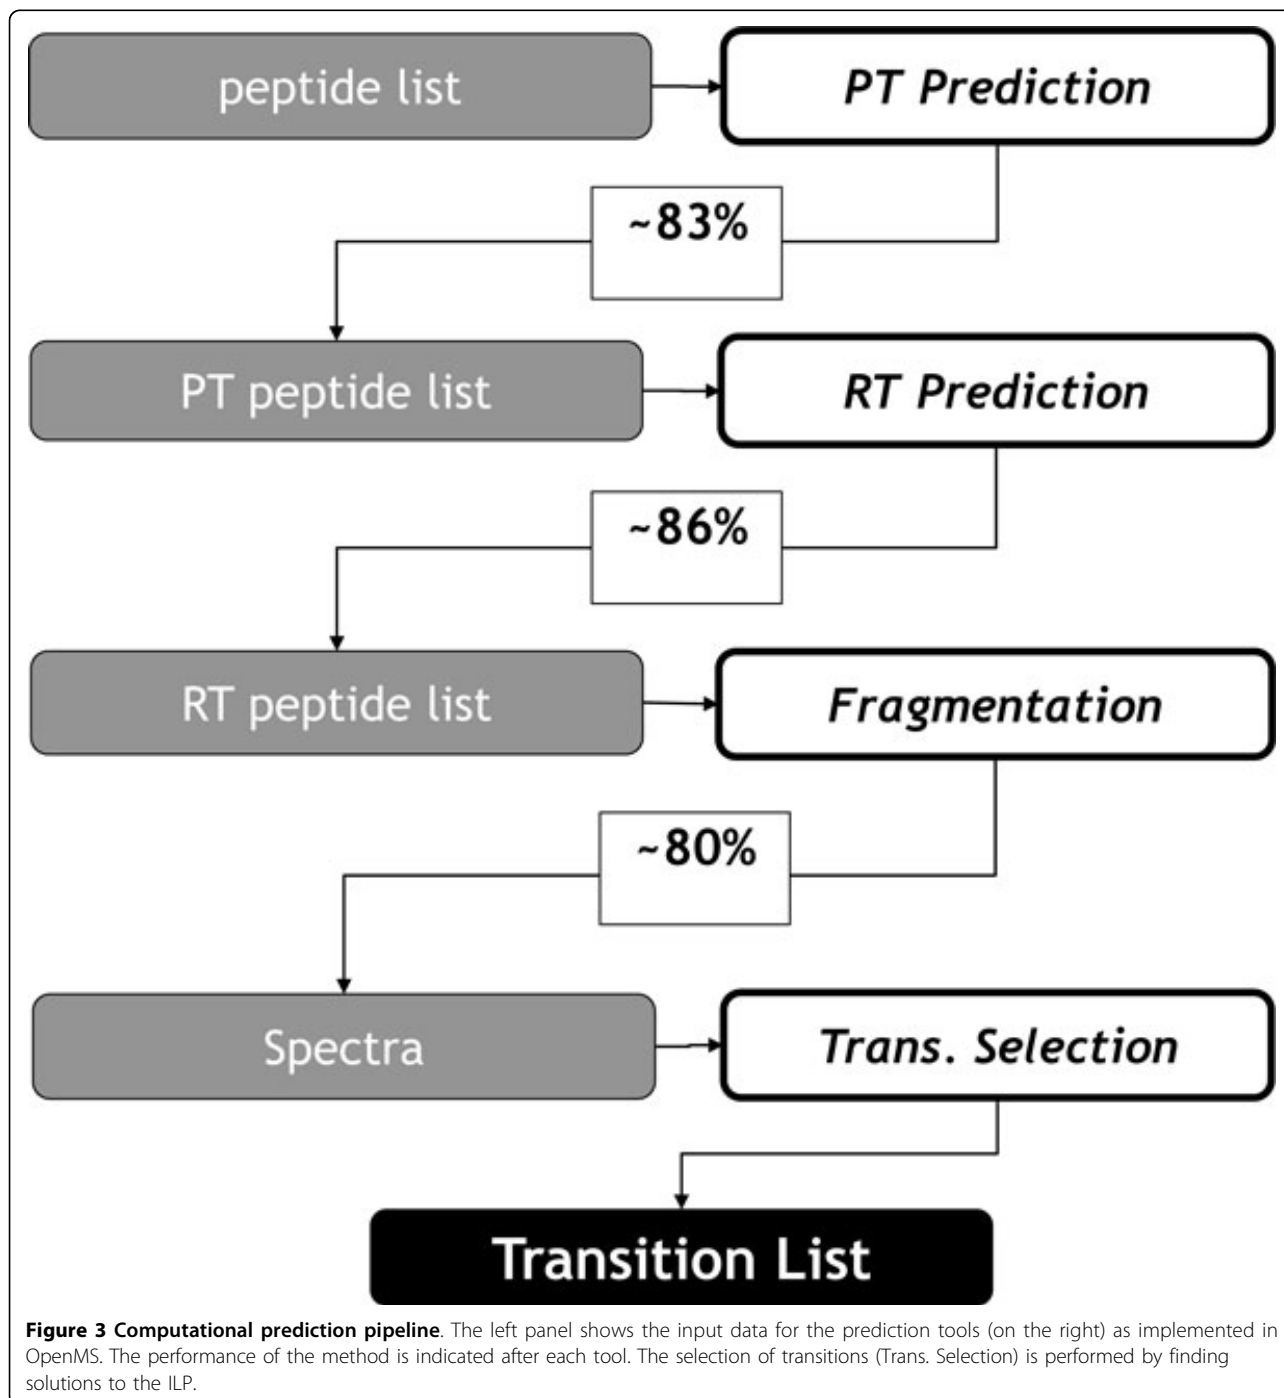 peptide list
PT Prediction
~83%
PT peptide list
RT Prediction
~86%
RT peptide list
Fragmentation
~80%
Spectra
Trans. Selection
Transition List
Figure 3 Computational prediction pipeline. The left panel shows the input data for the prediction tools (on the right) as implemented in
OpenMS. The performance of the method is indicated after each tool. The selection of transitions (Trans. Selection) is performed by finding
solutions to the ILP.